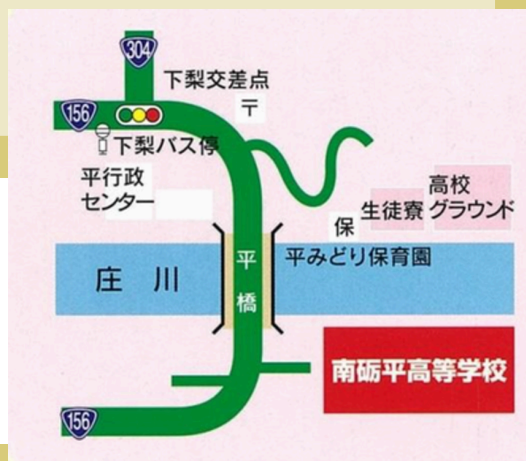 304
下梨交差点
〒
156
下梨バス停
平行政
センター
高校
グラウンド
生徒寮
保
平みどり保育園
庄川
平橋
南砺平高等学校
156